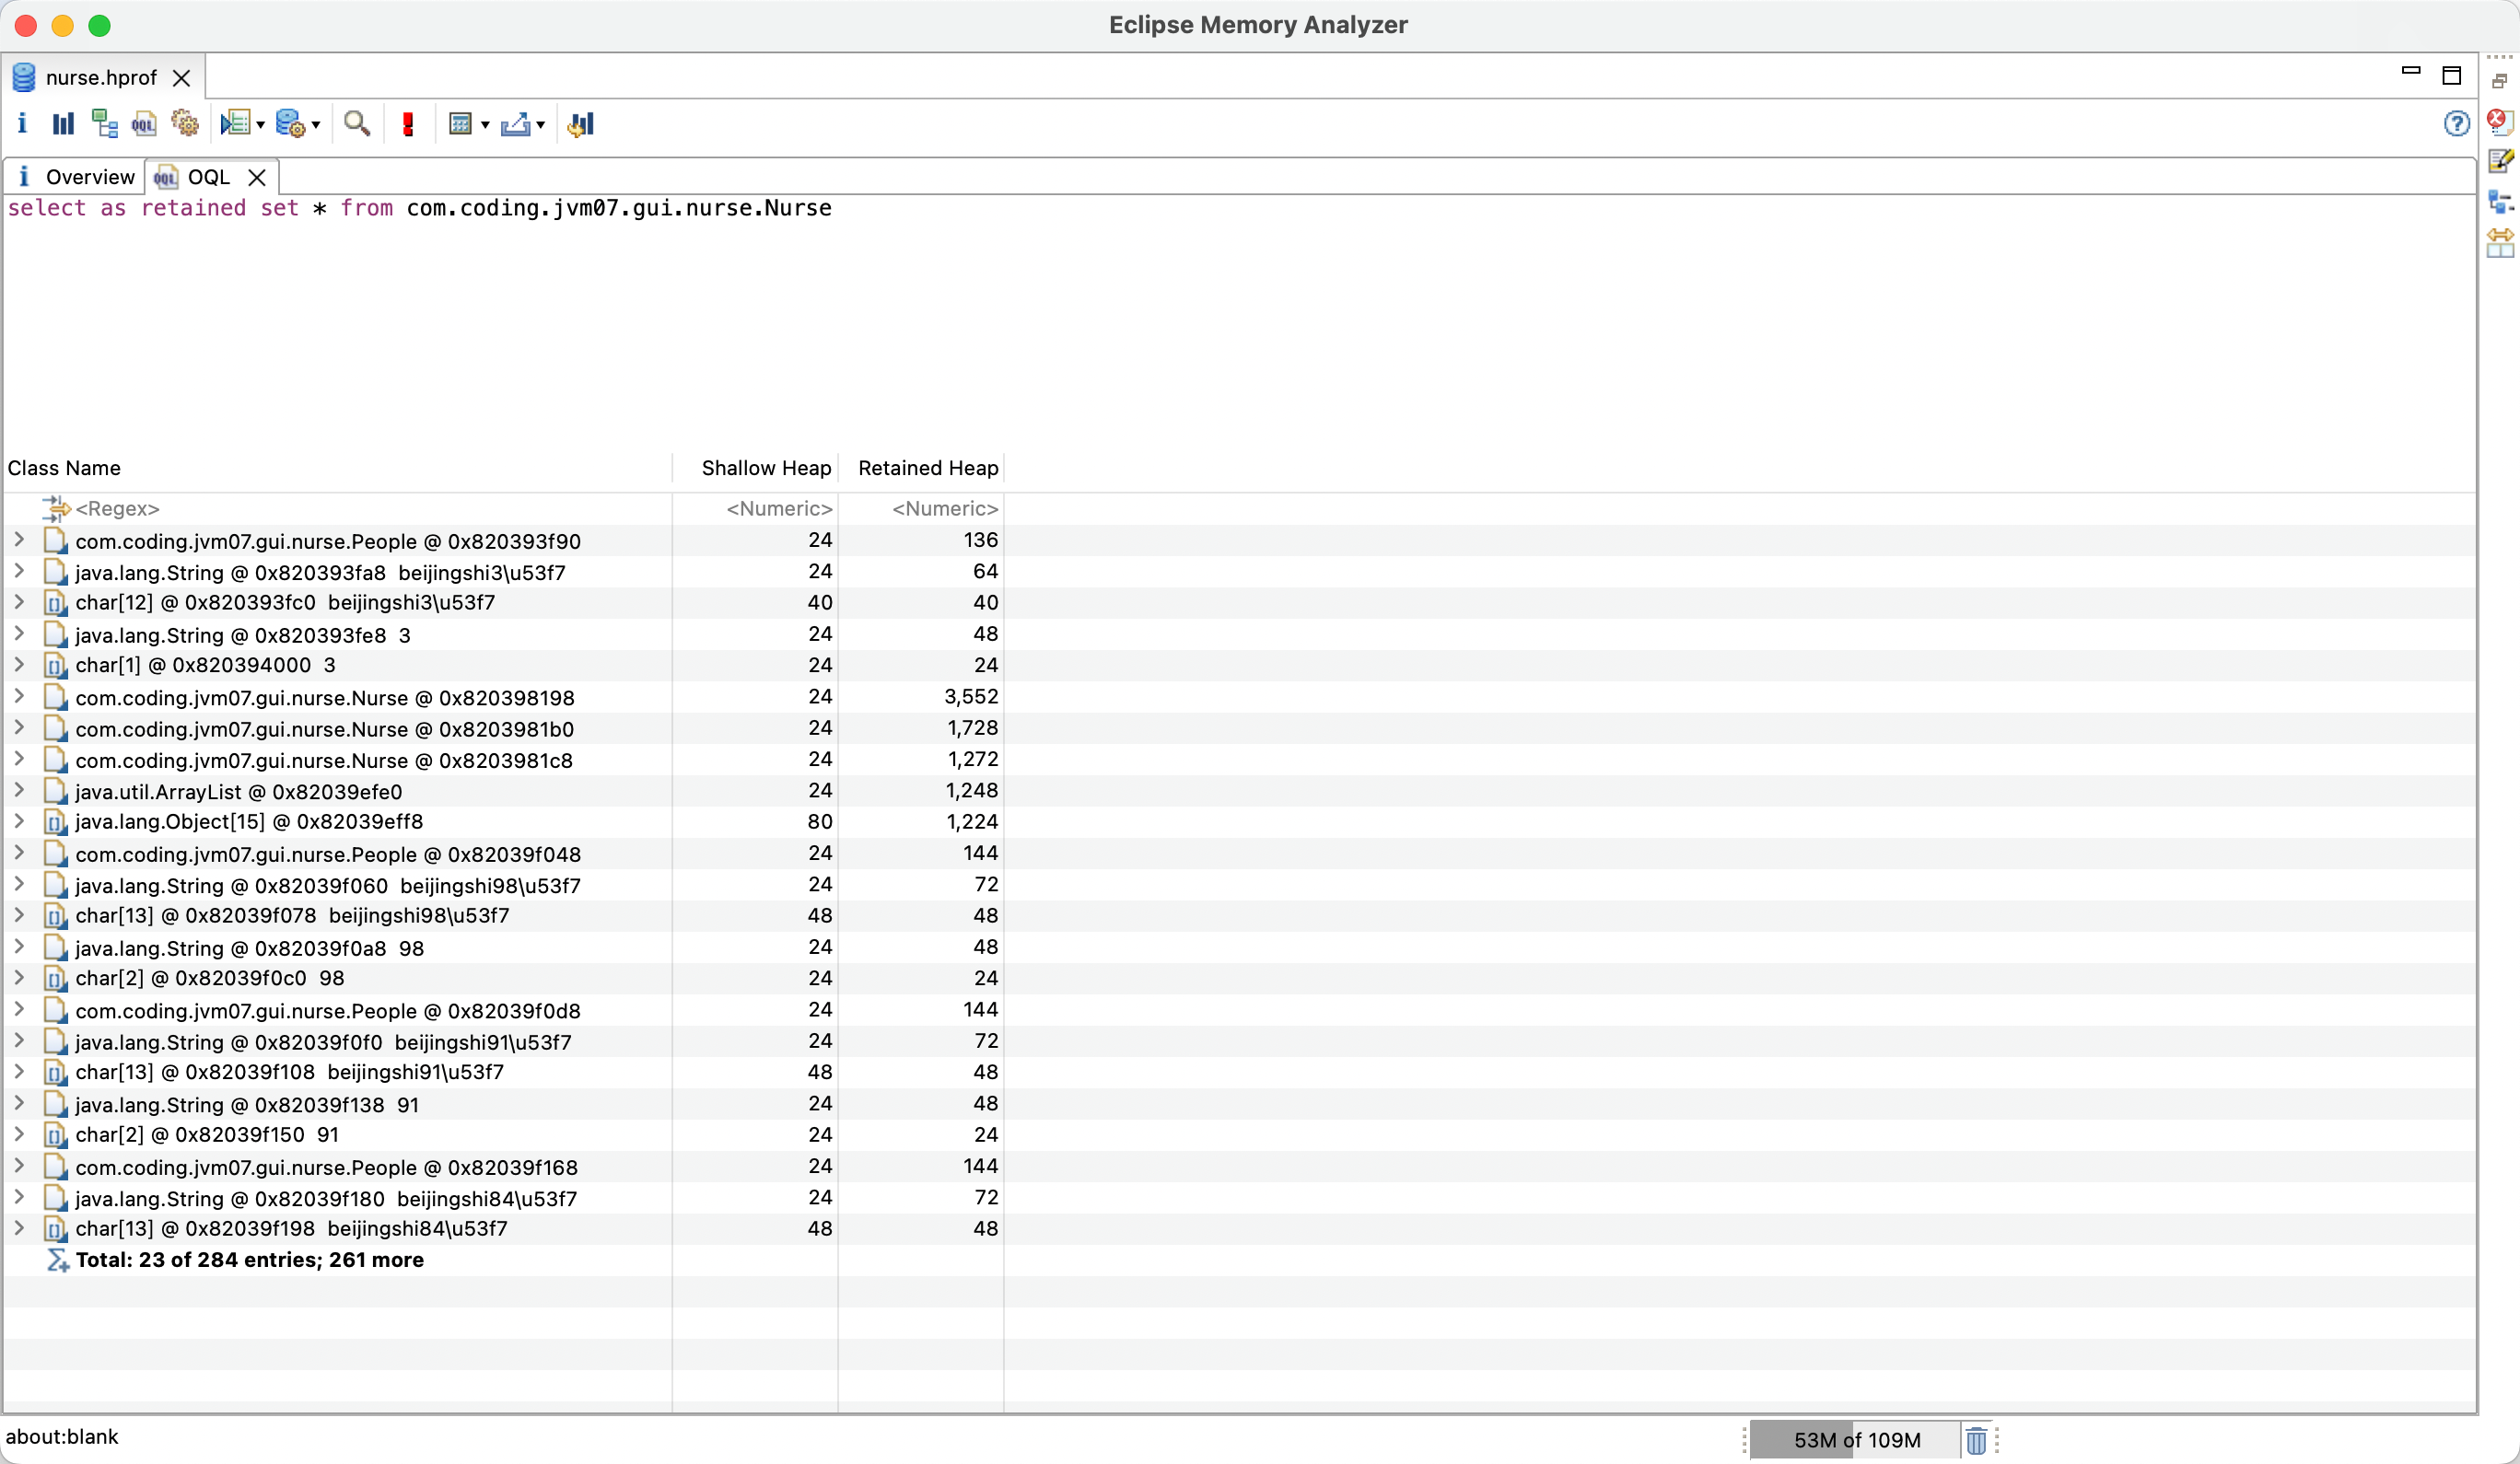 Eclipse Memory Analyzer
nurse.hprof
OQL
Overview OQL OQL
select as retained set * from com.coding.jvm07.gui.nurse.Nurse
Class Name Shallow Heap Retained Heap
<Regex> <Numeric> <Numeric>
com.coding.jvm07.gui.nurse.People @ 0x820393f90 24 136
java.lang.String @ 0x820393fa8 beijingshi3\u53f7 24 64
char[12] @ 0x820393fc0 beijingshi3\u53f7 40 40
java.lang.String @ 0x820393fe8 3 24 48
char[1] @ 0x820394000 3 24 24
com.coding.jvm07.gui.nurse.Nurse @ 0x820398198 24 3,552
com.coding.jvm07.gui.nurse.Nurse @ 0x8203981b0 24 1,728
com.coding.jvm07.gui.nurse.Nurse @ 0x8203981c8 24 1,272
java.util.ArrayList @ 0x82039efe0 24 1,248
java.lang.Object[15] @ 0x82039eff8 80 1,224
com.coding.jvm07.gui.nurse.People @ 0x82039f048 24 144
java.lang.String @ 0x82039f060 beijingshi98\u53f7 24 72
char[13] @ 0x82039f078 beijingshi98\u53f7 48 48
java.lang.String @ 0x82039f0a8 98 24 48
char[2] @ 0x82039f0c0 98 24 24
com.coding.jvm07.gui.nurse.People @ 0x82039f0d8 24 144
java.lang.String @ 0x82039f0f0 beijingshi91\u53f7 24 72
char[13] @ 0x82039f108 beijingshi91\u53f7 48 48
java.lang.String @ 0x82039f138 91 24 48
char[2] @ 0x82039f150 91 24 24
com.coding.jvm07.gui.nurse.People @ 0x82039f168 24 144
java.lang.String @ 0x82039f180 beijingshi84\u53f7 24 72
char[13] @ 0x82039f198 beijingshi84\u53f7 48 48
Total: 23 of 284 entries; 261 more
about:blank
53M of 109M